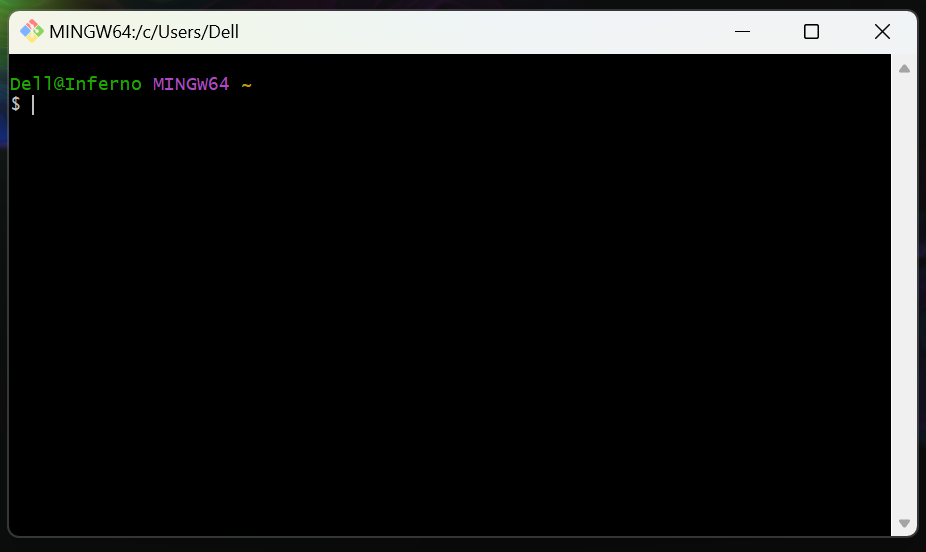 MINGW64:/c/Users/Dell
Dell@Inferno MINGW64 ~
$